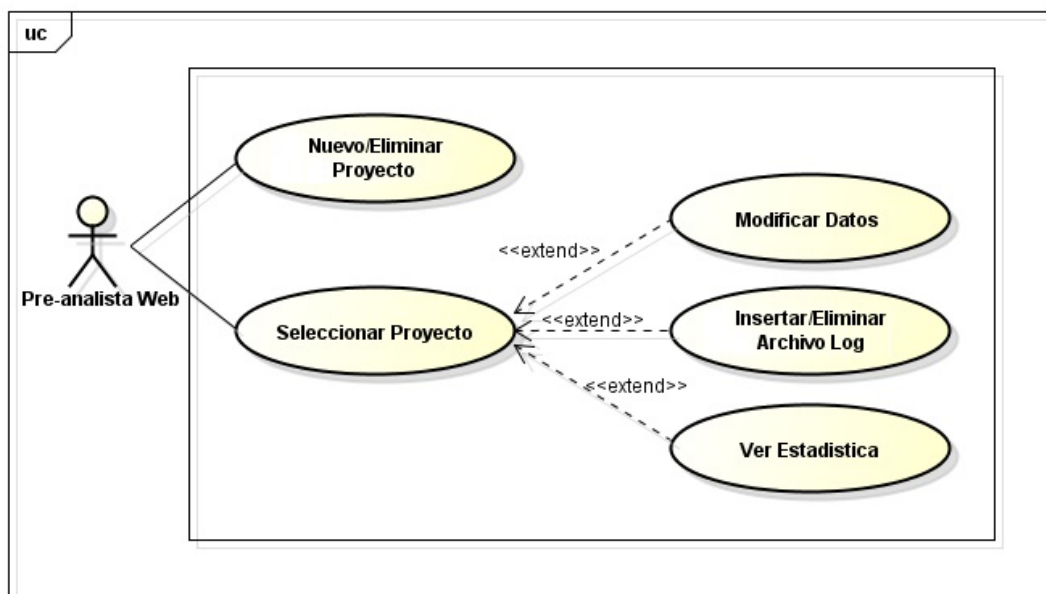 uc
Nuevo/Eliminar
Proyecto
Modificar Datos
<<extend>>
Pre-analista Web
Seleccionar Proyecto
<<extend>>
Insertar/Eliminar
Archivo Log
<<extend>>
Ver Estadistica